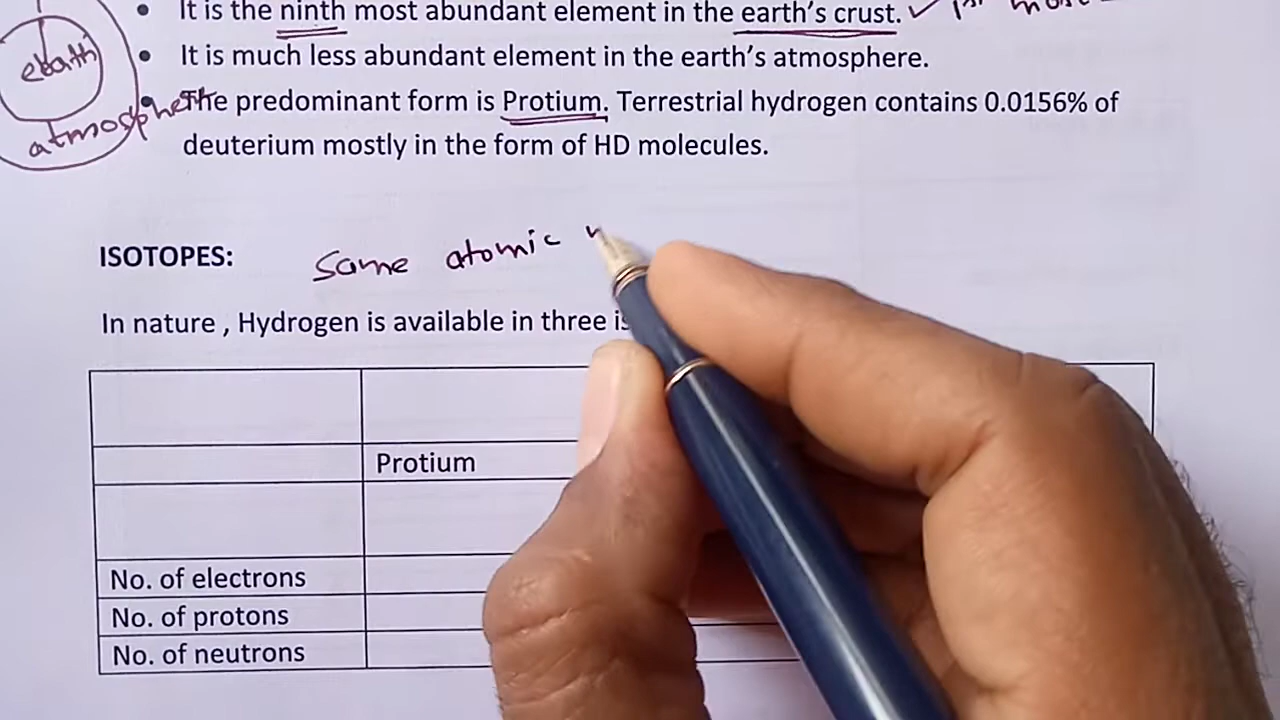 It is the ninth most abundant element in the earth's crust. ✓ 1st
earth
It is much less abundant element in the earth's atmosphere.
The predominant form is Protium. Terrestrial hydrogen contains 0.0156% of
atmosphere
deuterium mostly in the form of HD molecules.
ISOTOPES: Same atomic
In nature , Hydrogen is available in three
Protium
No. of electrons
No. of protons
No. of neutrons